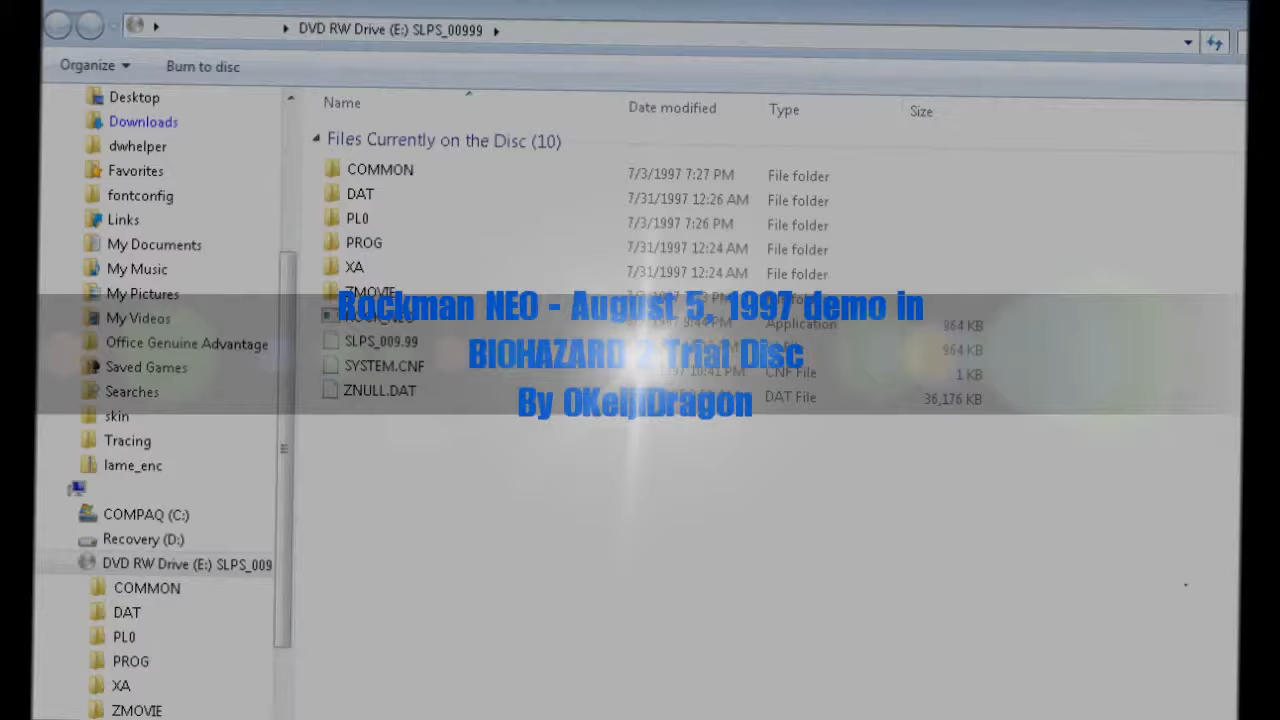 DVD RW Drive (E:) SLPS_00999
Organize Burn to disc
Name Date modified Type Size
Files Currently on the Disc (10)
COMMON 7/3/1997 7:27 PM File folder
DAT 7/31/1997 12:26 AM File folder
PL0 7/3/1997 7:26 PM File folder
PROG 7/31/1997 12:24 AM File folder
XA 7/31/1997 12:24 AM File folder
ZMOVIE
Application 964 KB
SLPS_009.99 964 KB
SYSTEM.CNF 10:41 PM CNF File 1 KB
ZNULL.DAT DAT File 36,176 KB
Rockman NEO - August 5, 1997 demo in
BIOHAZARD 2 Trial Disc
By OKeijiDragon
Desktop
Downloads
dwhelper
Favorites
fontconfig
Links
My Documents
My Music
My Pictures
My Videos
Office Genuine Advantage
Saved Games
Searches
skin
Tracing
lame_enc
COMPAQ (C:)
Recovery (D:)
DVD RW Drive (E:) SLPS_009
COMMON
DAT
PL0
PROG
XA
ZMOVIE